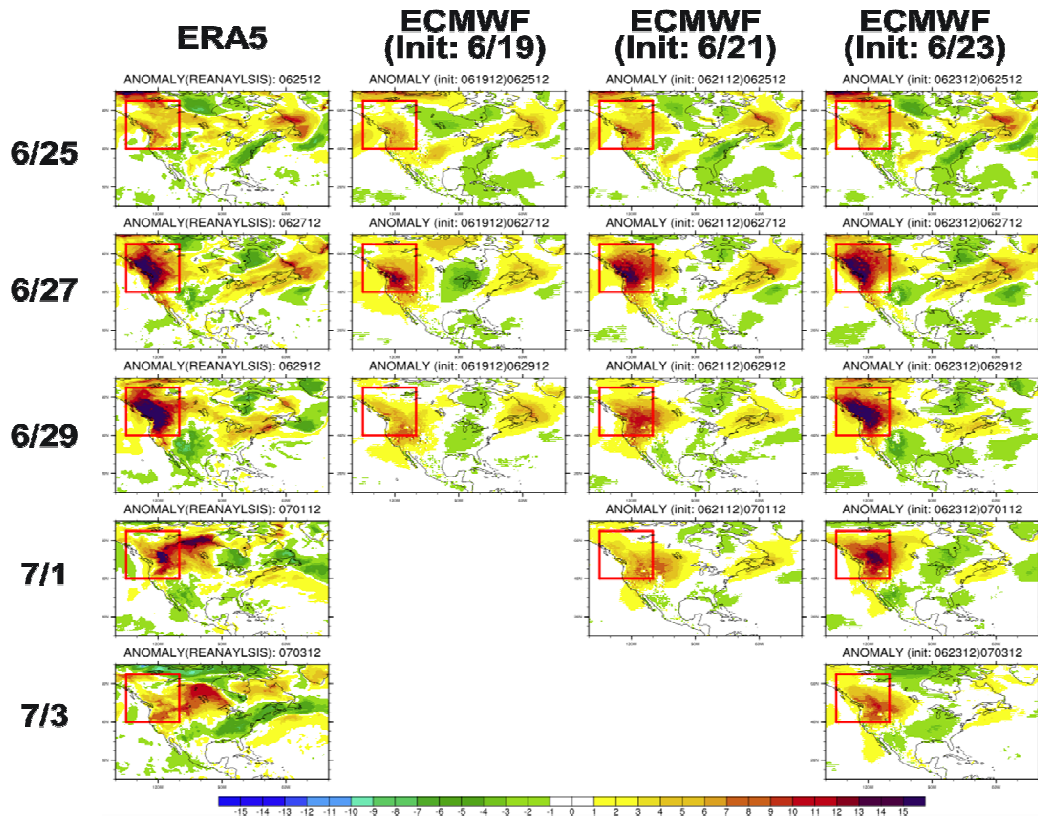 ERA5
ECMWF
(Init: 6/19)
ECMWF
(Init: 6/21)
ECMWF
(Init: 6/23)
6/25
ANOMALY(REANAYLSIS): 062512
ANOMALY (init: 061912)062512
ANOMALY (init: 062112)062512
ANOMALY (init: 062312)062512
6/27
ANOMALY(REANAYLSIS): 062712
ANOMALY (init: 061912)062712
ANOMALY (init: 062112)062712
ANOMALY (init: 062312)062712
6/29
ANOMALY(REANAYLSIS): 062912
ANOMALY (init: 061912)062912
ANOMALY (init: 062112)062912
ANOMALY (init: 062312)062912
7/1
ANOMALY(REANAYLSIS): 070112
ANOMALY (init: 062112)070112
ANOMALY (init: 062312)070112
7/3
ANOMALY(REANAYLSIS): 070312
ANOMALY (init: 062312)070312
-15 -14 -13 -12 -11 -10 -9 -8 -7 -6 -5 -4 -3 -2 -1 0 1 2 3 4 5 6 7 8 9 10 11 12 13 14 15